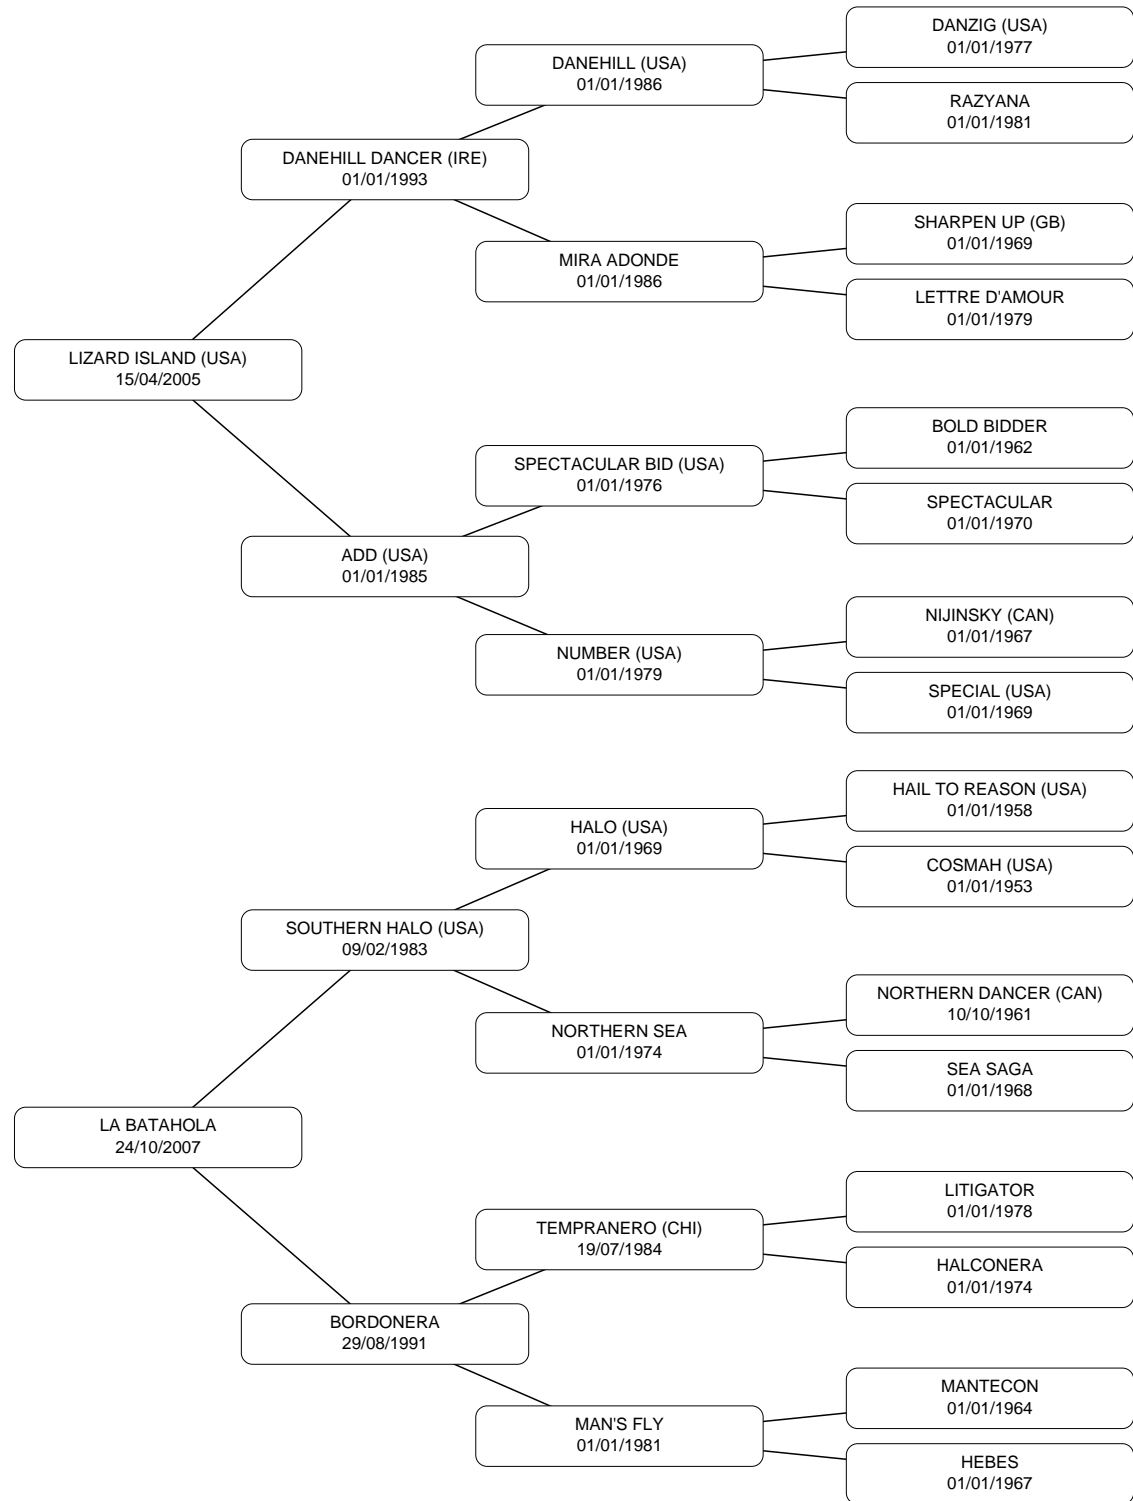 DANZIG (USA)
01/01/1977
DANEHILL (USA)
01/01/1986
RAZYANA
01/01/1981
DANEHILL DANCER (IRE)
01/01/1993
SHARPEN UP (GB)
01/01/1969
MIRA ADONDE
01/01/1986
LETTRE D'AMOUR
01/01/1979
LIZARD ISLAND (USA)
15/04/2005
BOLD BIDDER
01/01/1962
SPECTACULAR BID (USA)
01/01/1976
SPECTACULAR
01/01/1970
ADD (USA)
01/01/1985
NIJINSKY (CAN)
01/01/1967
NUMBER (USA)
01/01/1979
SPECIAL (USA)
01/01/1969
HAIL TO REASON (USA)
01/01/1958
HALO (USA)
01/01/1969
COSMAH (USA)
01/01/1953
SOUTHERN HALO (USA)
09/02/1983
NORTHERN DANCER (CAN)
10/10/1961
NORTHERN SEA
01/01/1974
SEA SAGA
01/01/1968
LA BATAHOLA
24/10/2007
LITIGATOR
01/01/1978
TEMPRANERO (CHI)
19/07/1984
HALCONERA
01/01/1974
BORDONERA
29/08/1991
MANTECON
01/01/1964
MAN'S FLY
01/01/1981
HEBES
01/01/1967